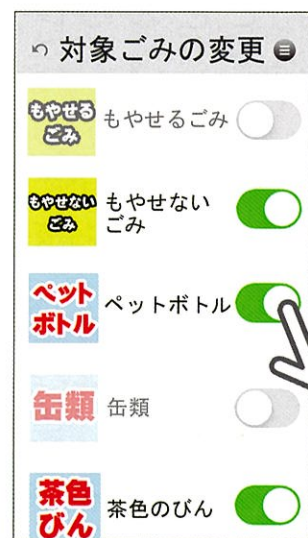 対象ごみの変更
もやせる
ごみ
もやせるごみ
もやせない
ごみ
もやせない
ごみ
ペット
ボトル
ペットボトル
缶類
缶類
茶色
びん
茶色のびん